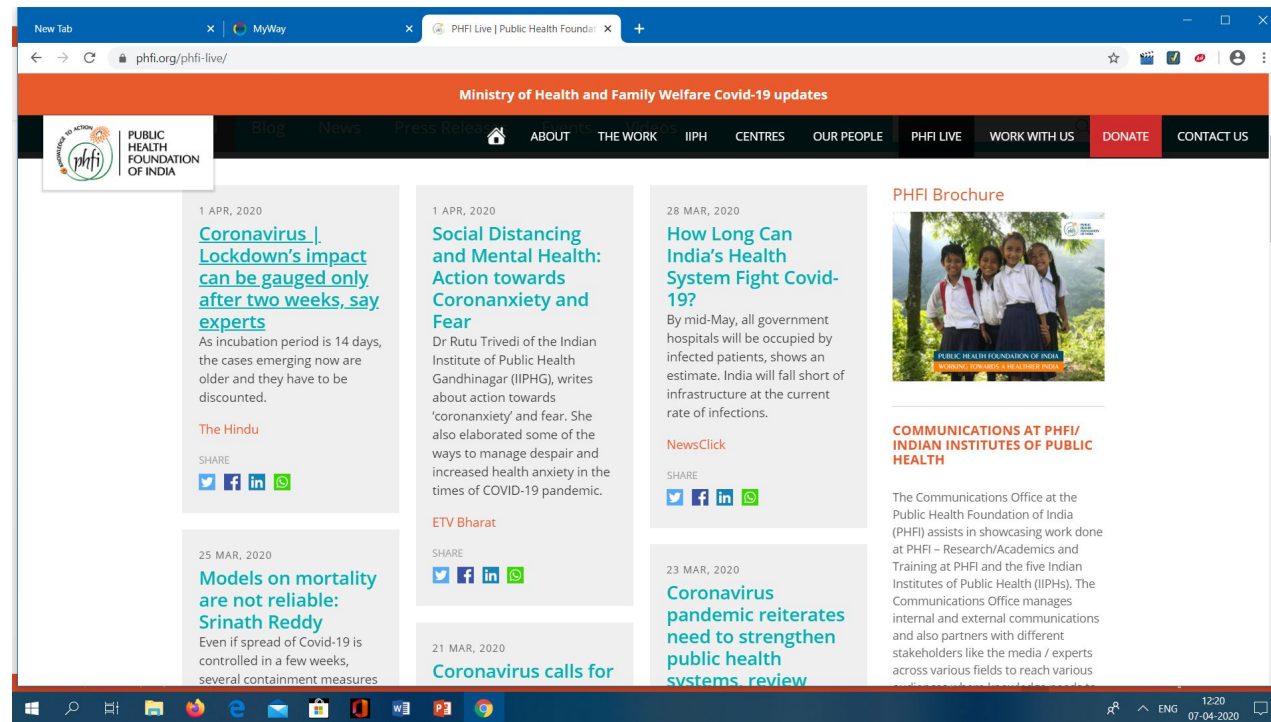 New Tab
MyWay
PHFI Live | Public Health Foundat
phfi.org/phfi-live/
Ministry of Health and Family Welfare Covid-19 updates
Blog News Press Releases Events Videos
KNOWLEDGE TO ACTION
phfi
PUBLIC
HEALTH
FOUNDATION
OF INDIA
ABOUT THE WORK IIPH CENTRES OUR PEOPLE PHFI LIVE WORK WITH US DONATE CONTACT US
1 APR, 2020
Coronavirus |
Lockdown's impact
can be gauged only
after two weeks, say
experts
As incubation period is 14 days,
the cases emerging now are
older and they have to be
discounted.
The Hindu
SHARE
25 MAR, 2020
Models on mortality
are not reliable:
Srinath Reddy
Even if spread of Covid-19 is
controlled in a few weeks,
several containment measures
1 APR, 2020
Social Distancing
and Mental Health:
Action towards
Coronanxiety and
Fear
Dr Rutu Trivedi of the Indian
Institute of Public Health
Gandhinagar (IIPHG), writes
about action towards
'coronanxiety' and fear. She
also elaborated some of the
ways to manage despair and
increased health anxiety in the
times of COVID-19 pandemic.
ETV Bharat
SHARE
21 MAR, 2020
Coronavirus calls for
28 MAR, 2020
How Long Can
India's Health
System Fight Covid-
19?
By mid-May, all government
hospitals will be occupied by
infected patients, shows an
estimate. India will fall short of
infrastructure at the current
rate of infections.
NewsClick
SHARE
23 MAR, 2020
Coronavirus
pandemic reiterates
need to strengthen
public health
systems, review
PHFI Brochure
PUBLIC HEALTH FOUNDATION OF INDIA
WORKING TOWARDS A HEALTHIER INDIA
COMMUNICATIONS AT PHFI/
INDIAN INSTITUTES OF PUBLIC
HEALTH
The Communications Office at the
Public Health Foundation of India
(PHFI) assists in showcasing work done
at PHFI – Research/Academics and
Training at PHFI and the five Indian
Institutes of Public Health (IIPHs). The
Communications Office manages
internal and external communications
and also partners with different
stakeholders like the media / experts
across various fields to reach various
ENG
12:20
07-04-2020